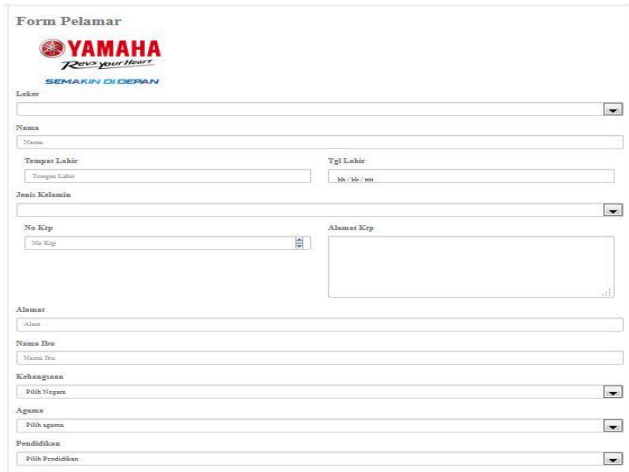 Form Pelamar
YAMAHA
Revs Your Heart
SEMAKIN DI DEPAN
Loker
Nama
Nama
Tempat Lahir Tgl Lahir
Tempat Lahir hh / bb / ttttt
Jenis Kelamin
No Ktp Alamat Ktp
No Ktp
Alamat
Nama Ibu
Nama Ibu
Kebangsaan
Pilih Negara
Agama
Pilih agama
Pendidikan
Pilih Pendidikan